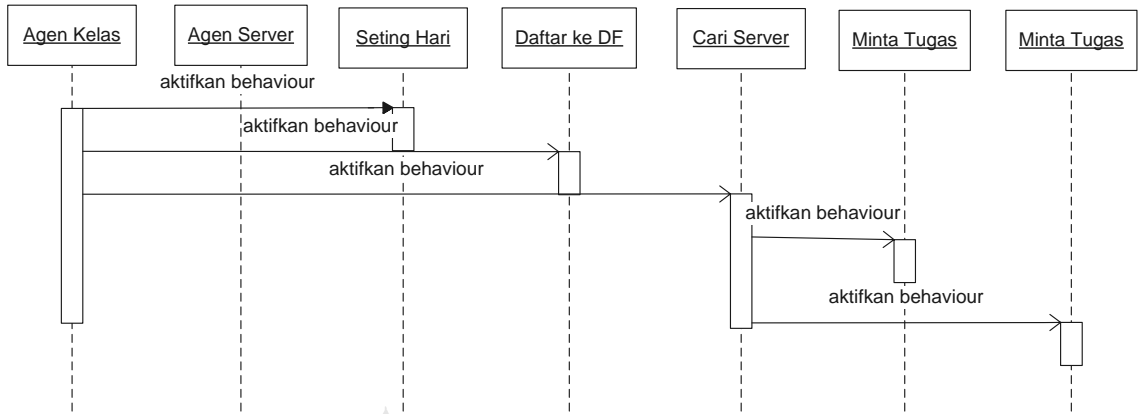 Agen Kelas
Agen Server
Seting Hari
Daftar ke DF
Cari Server
Minta Tugas
Minta Tugas
aktifkan behaviour
aktifkan behaviour
aktifkan behaviour
aktifkan behaviour
aktifkan behaviour